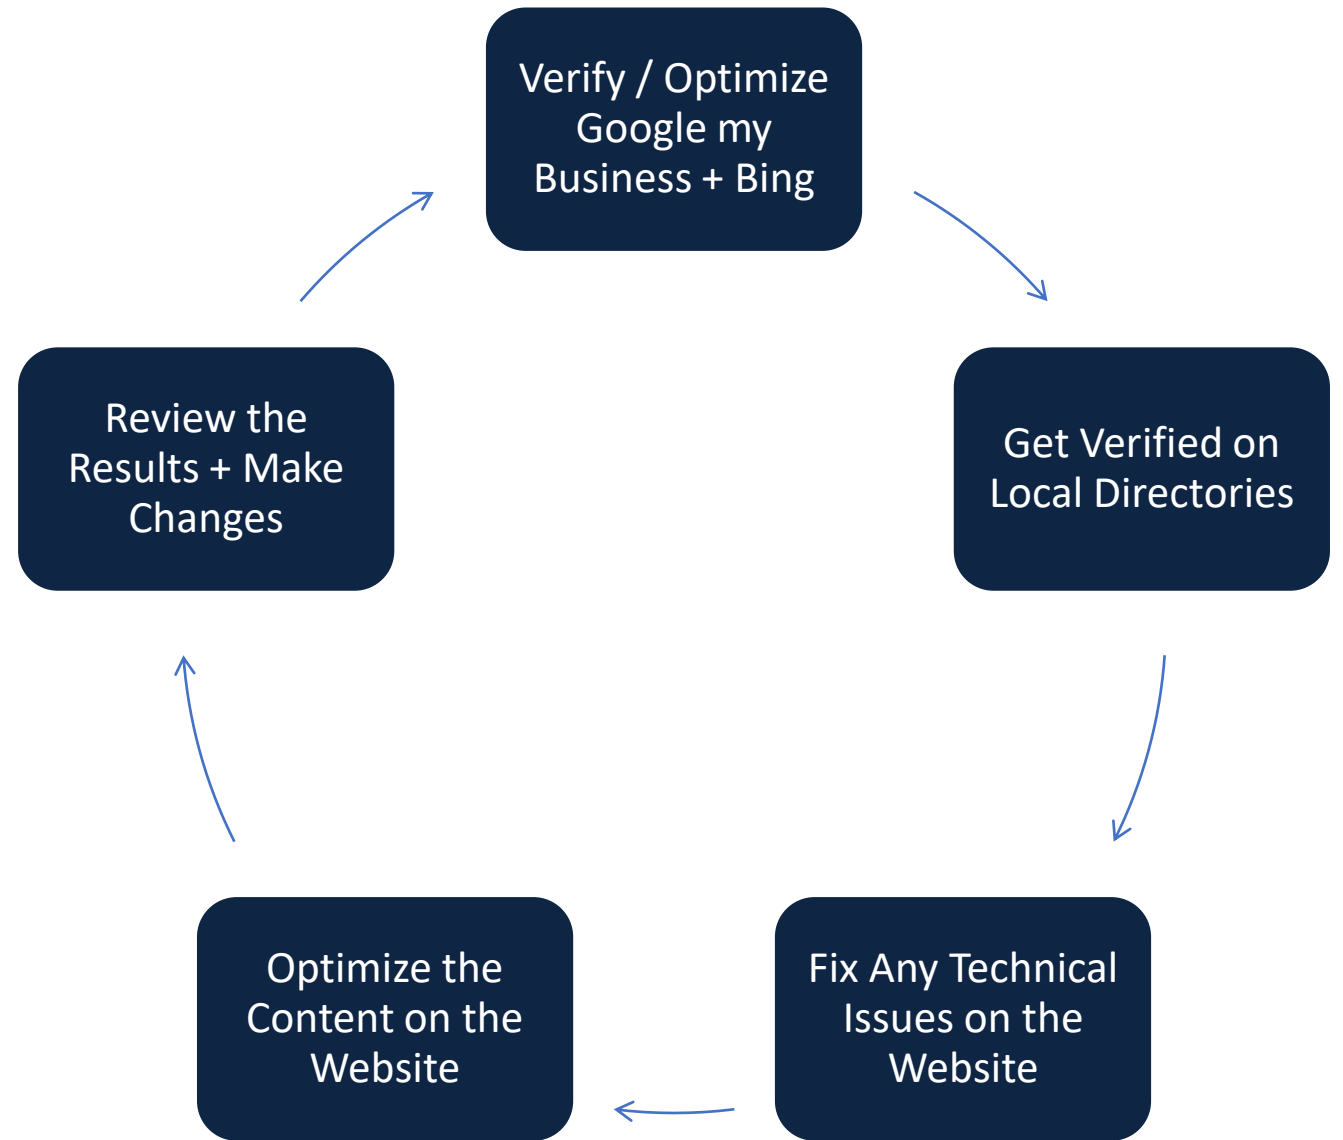 Verify / Optimize
Google my
Business + Bing
Get Verified on
Local Directories
Fix Any Technical
Issues on the
Website
Optimize the
Content on the
Website
Review the
Results + Make
Changes